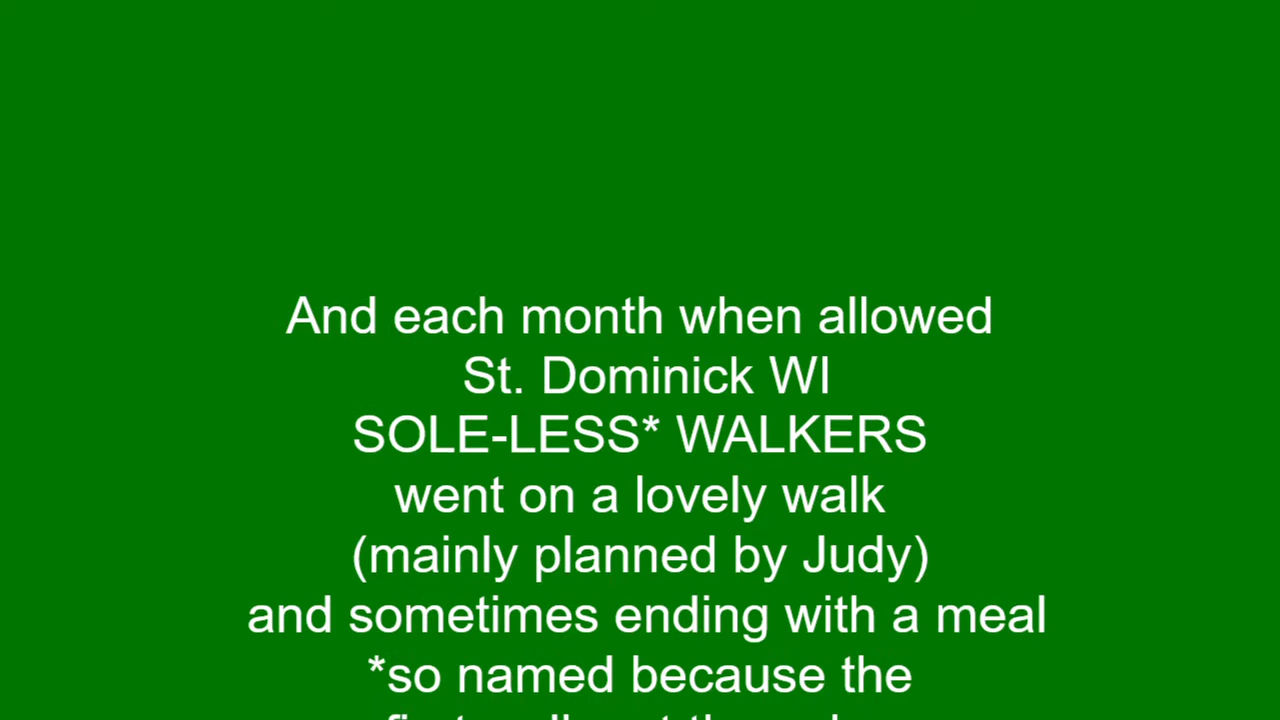 And each month when allowed
St. Dominick WI
SOLE-LESS* WALKERS
went on a lovely walk
(mainly planned by Judy)
and sometimes ending with a meal
*so named because the